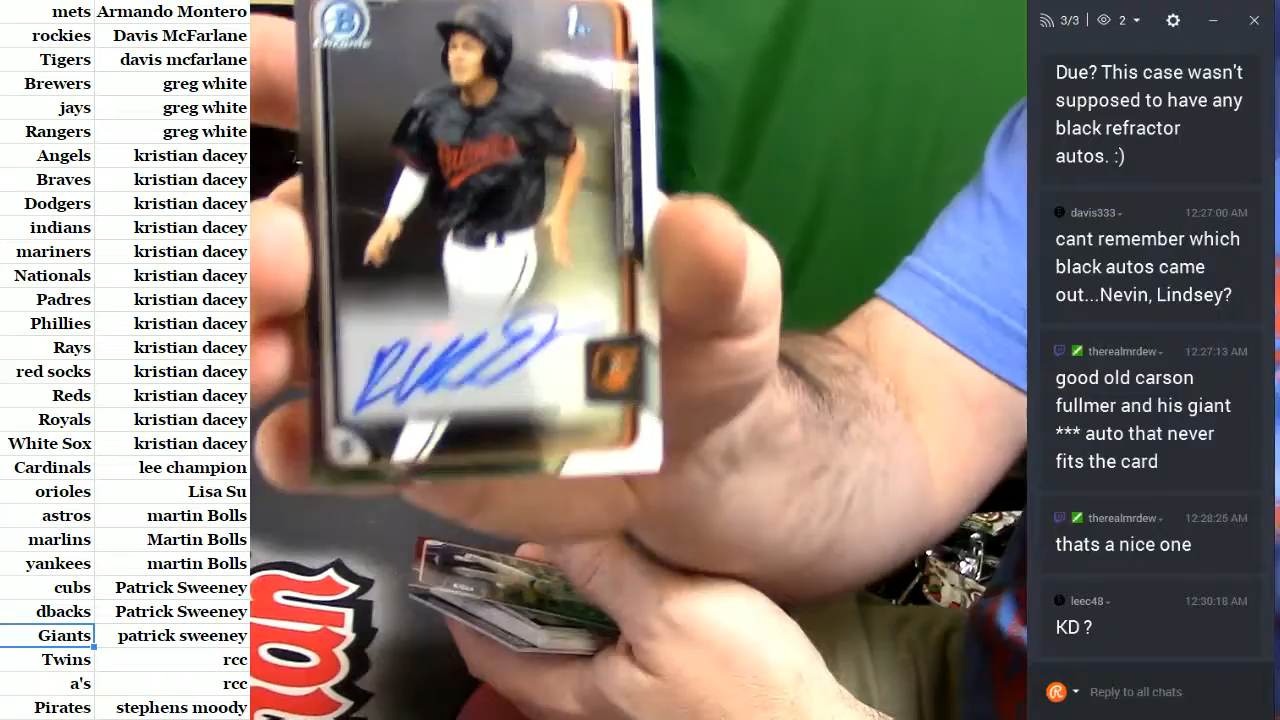 mets Armando Montero
rockies Davis McFarlane
Tigers davis mcfarlane
Brewers greg white
jays greg white
Rangers greg white
Angels kristian dacey
Braves kristian dacey
Dodgers kristian dacey
indians kristian dacey
mariners kristian dacey
Nationals kristian dacey
Padres kristian dacey
Phillies kristian dacey
Rays kristian dacey
red socks kristian dacey
Reds kristian dacey
Royals kristian dacey
White Sox kristian dacey
Cardinals lee champion
orioles Lisa Su
astros martin Bolls
marlins Martin Bolls
yankees martin Bolls
cubs Patrick Sweeney
dbacks Patrick Sweeney
Giants patrick sweeney
Twins rcc
a's rcc
Pirates stephens moody
B
Chrome
1st
3/3 2
Due? This case wasn't
supposed to have any
black refractor
autos. :)
davis333 12:27:00 AM
cant remember which
black autos came
out...Nevin, Lindsey?
therealmrdew 12:27:13 AM
good old carson
fullmer and his giant
*** auto that never
fits the card
therealmrdew 12:28:25 AM
thats a nice one
leec48 12:30:18 AM
KD ?
Reply to all chats